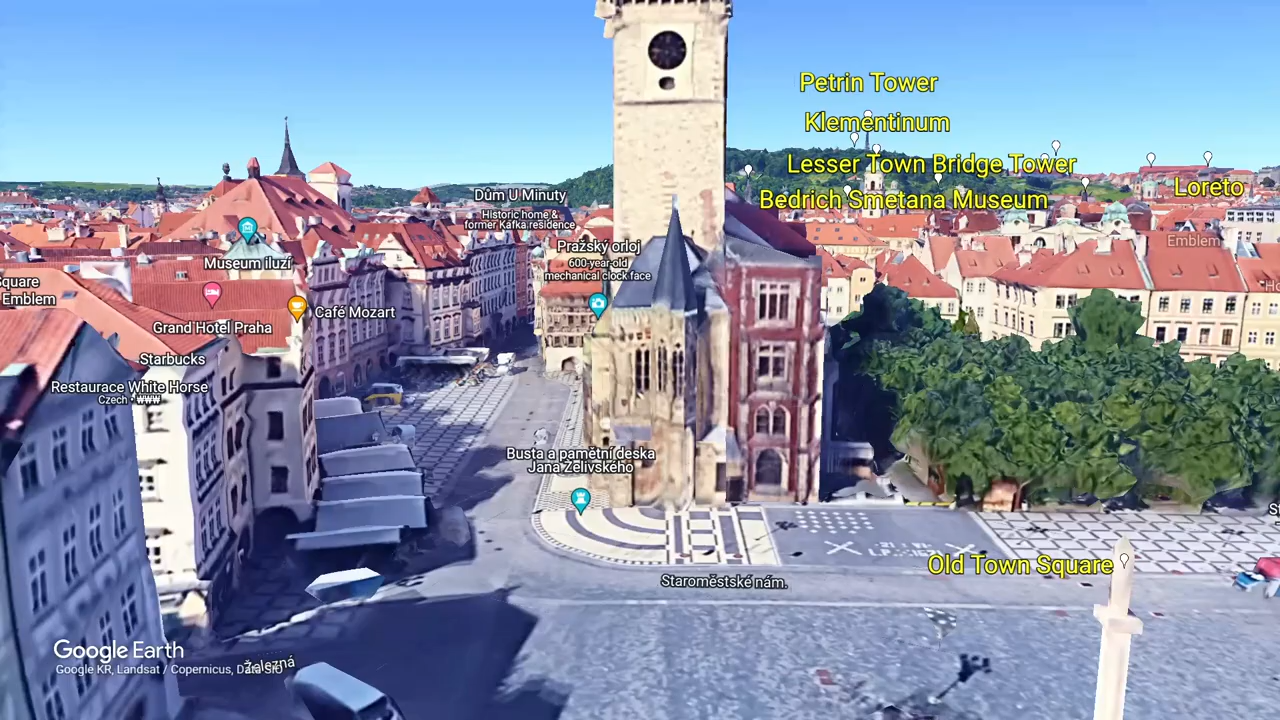 Petrin Tower
Klementinum
Lesser Town Bridge Tower
Loreto
Bedrich Smetana Museum
Dům U Minuty
Historic home &
former Kafka residence
Emblem
Pražský orloj
600-year-old
mechanical clock face
Museum iluzí
Square
Emblem
Grand Hotel Praha
Café Mozart
Starbucks
Restaurace White Horse
Czech • $$$
Busta a pamětní deska
Jana Želivského
Old Town Square
Staroměstské nám.
Google Earth
Železná
Google KR, Landsat / Copernicus, Data SIO